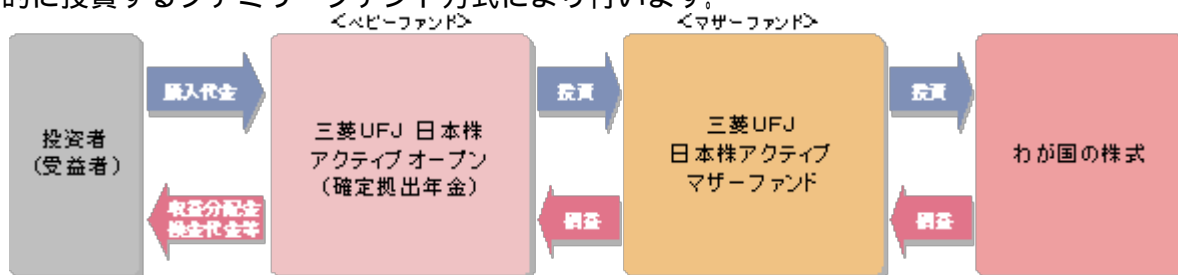 的に投資するファミリーファンド方式により行います。
<ベビーファンド>
<マザーファンド>
投資者
(受益者)
購入代金
収益分配金
換金代金等
三菱UFJ 日本株
アクティブオープン
(確定拠出年金)
投資
損益
三菱UFJ
日本株アクティブ
マザーファンド
投資
損益
わが国の株式